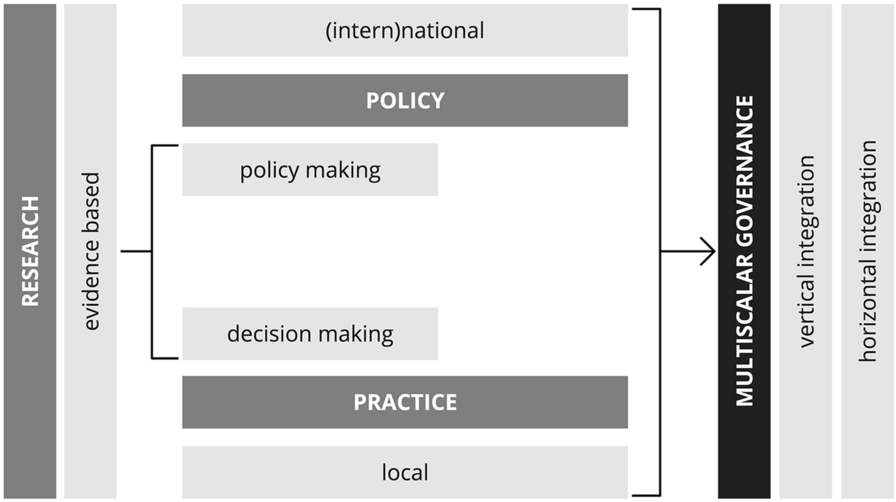 RESEARCH
evidence based
(intern)national
POLICY
policy making
decision making
PRACTICE
local
MULTISCALAR GOVERNANCE
vertical integration
horizontal integration